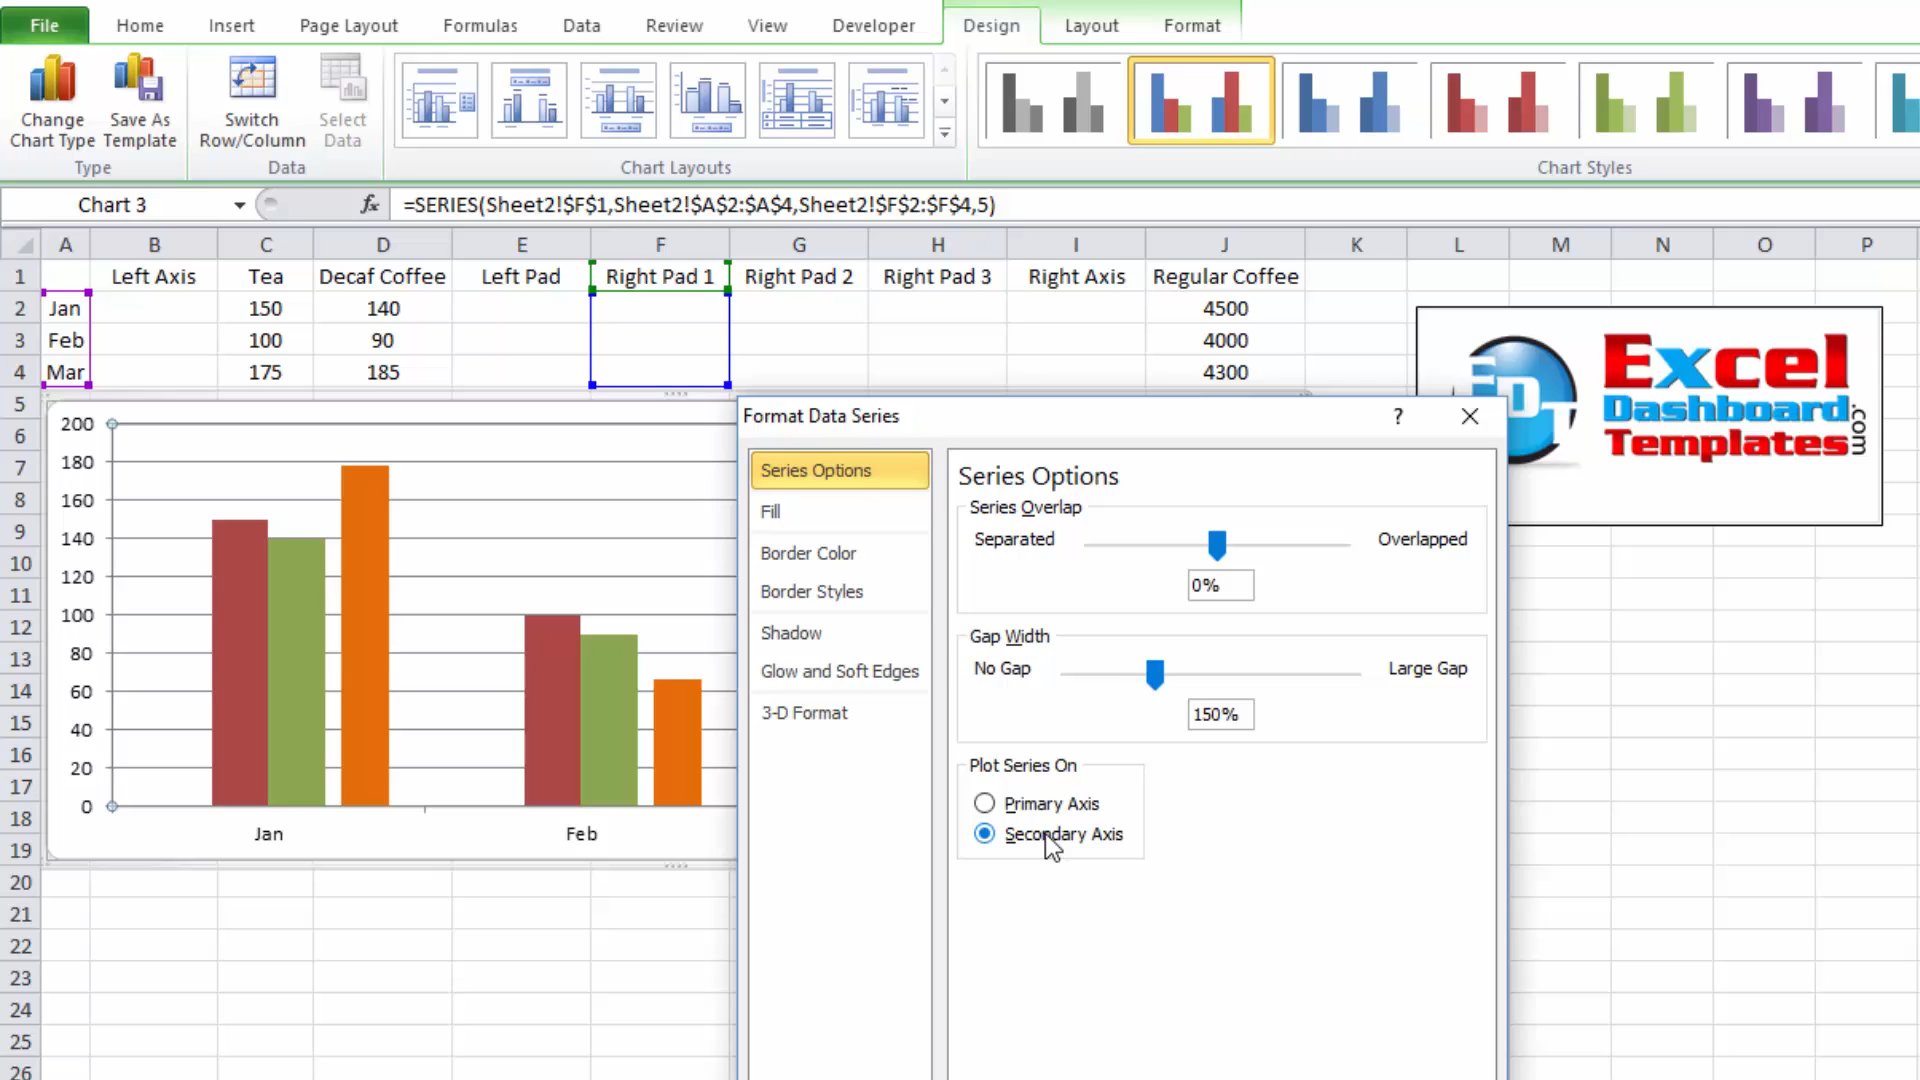 File Home Insert Page Layout Formulas Data Review View Developer Design Layout Format
Change Chart Type
Save As Template
Switch Row/Column
Select Data
Type Data Chart Layouts Chart Styles
Chart 3 fx =SERIES(Sheet2!$F$1,Sheet2!$A$2:$A$4,Sheet2!$F$2:$F$4,5)
A B C D E F G H I J K L M N O P
1 Left Axis Tea Decaf Coffee Left Pad Right Pad 1 Right Pad 2 Right Pad 3 Right Axis Regular Coffee
2 Jan 150 140 4500
3 Feb 100 90 4000
4 Mar 175 185 4300
5
6
7
8
9
10
11
12
13
14
15
16
17
18
19
20
21
22
23
24
25
26
Excel
Dashboard
Templates
.com
200
180
160
140
120
100
80
60
40
20
0
Jan Feb
Format Data Series ?
Series Options
Fill
Border Color
Border Styles
Shadow
Glow and Soft Edges
3-D Format
Series Options
Series Overlap
Separated Overlapped
0%
Gap Width
No Gap Large Gap
150%
Plot Series On
Primary Axis
Secondary Axis